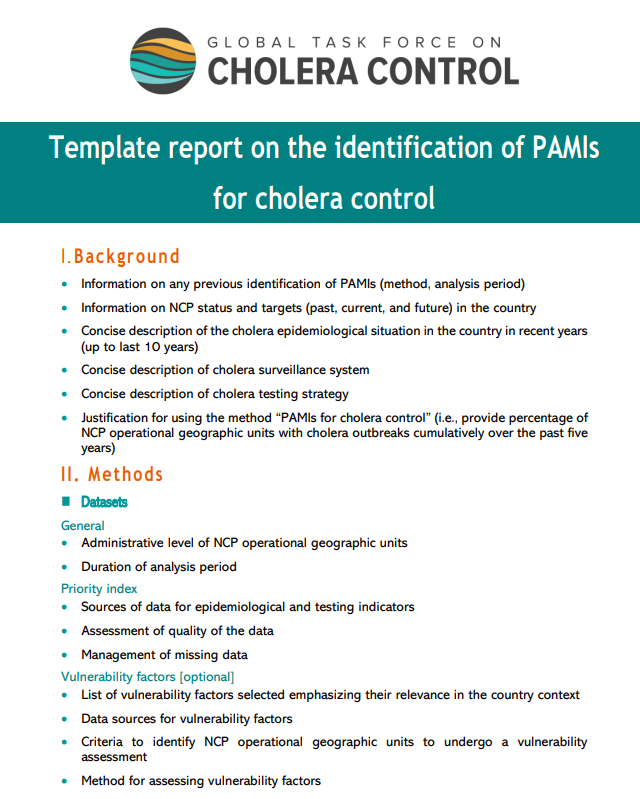 GLOBAL TASK FORCE ON
CHOLERA CONTROL
Template report on the identification of PAMIs
for cholera control
I.Background
• Information on any previous identification of PAMIs (method, analysis period)
• Information on NCP status and targets (past, current, and future) in the country
• Concise description of the cholera epidemiological situation in the country in recent years
(up to last 10 years)
• Concise description of cholera surveillance system
• Concise description of cholera testing strategy
• Justification for using the method “PAMIs for cholera control” (i.e., provide percentage of
NCP operational geographic units with cholera outbreaks cumulatively over the past five
years)
II. Methods
■ Datasets
General
• Administrative level of NCP operational geographic units
• Duration of analysis period
Priority index
• Sources of data for epidemiological and testing indicators
• Assessment of quality of the data
• Management of missing data
Vulnerability factors [optional]
• List of vulnerability factors selected emphasizing their relevance in the country context
• Data sources for vulnerability factors
• Criteria to identify NCP operational geographic units to undergo a vulnerability
assessment
• Method for assessing vulnerability factors